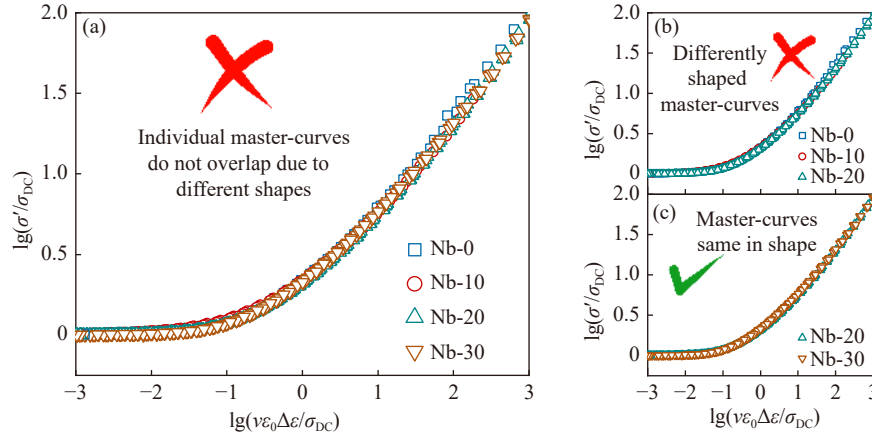 (a)
Individual master-curves
do not overlap due to
different shapes
Nb-0
Nb-10
Nb-20
Nb-30
lg(σ′/σDC)
2.0
1.5
1.0
0.5
0
−3 −2 −1 0 1 2 3
lg(νε0Δε/σDC)
(b)
Differently
shaped
master-curves
Nb-0
Nb-10
Nb-20
lg(σ′/σDC)
2.0
1.5
1.0
0.5
0
(c)
Master-curves
same in shape
Nb-20
Nb-30
lg(σ′/σDC)
2.0
1.5
1.0
0.5
0
−3 −2 −1 0 1 2 3
lg(νε0Δε/σDC)